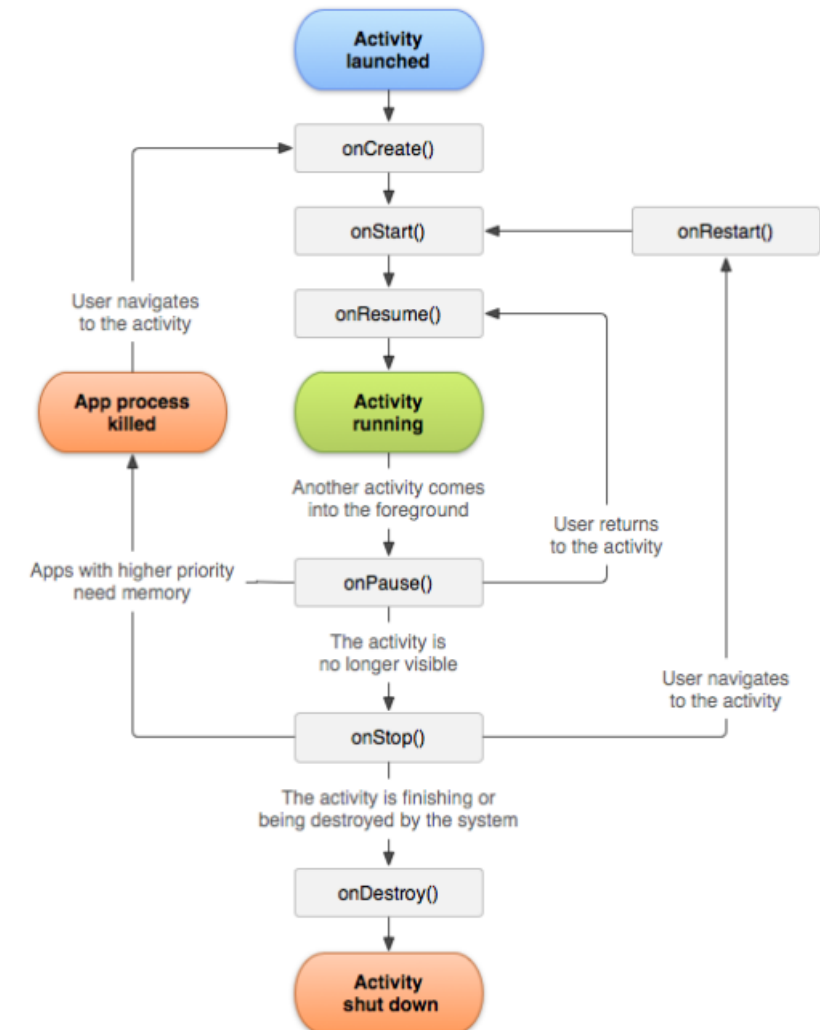 Activity
launched
onCreate()
onStart()
onRestart()
onResume()
User navigates
to the activity
App process
killed
Activity
running
Another activity comes
into the foreground
User returns
to the activity
Apps with higher priority
need memory
onPause()
The activity is
no longer visible
User navigates
to the activity
onStop()
The activity is finishing or
being destroyed by the system
onDestroy()
Activity
shut down